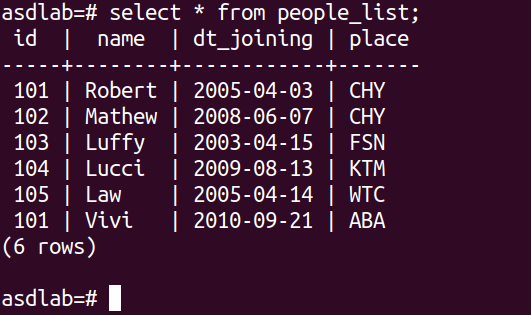 asdlab=# select * from people_list;
 id  |  name  | dt_joining | place
-----+--------+------------+-------
 101 | Robert | 2005-04-03 | CHY
 102 | Mathew | 2008-06-07 | CHY
 103 | Luffy  | 2003-04-15 | FSN
 104 | Lucci  | 2009-08-13 | KTM
 105 | Law    | 2005-04-14 | WTC
 101 | Vivi   | 2010-09-21 | ABA
(6 rows)
asdlab=#